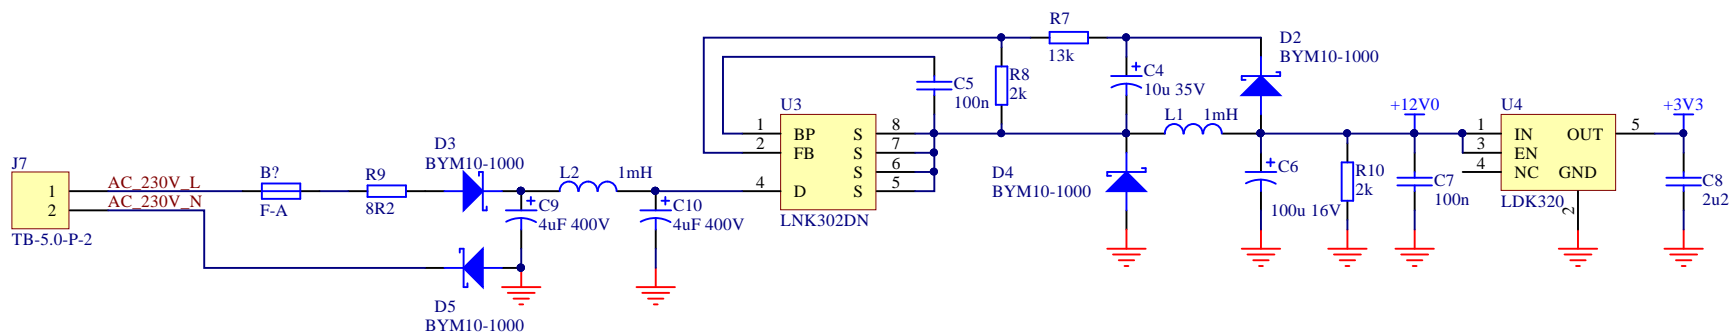 J7
1
2
TB-5.0-P-2
AC_230V_L
AC_230V_N
B?
F-A
R9
8R2
D3
BYM10-1000
D5
BYM10-1000
L2
1mH
+
C9
4uF 400V
+
C10
4uF 400V
U3
1
2
4
BP
FB
D
S
S
S
S
8
7
6
5
LNK302DN
C5
100n
R8
2k
R7
13k
+
C4
10u 35V
D2
BYM10-1000
L1
1mH
D4
BYM10-1000
+
C6
100u 16V
R10
2k
+12V0
C7
100n
U4
1
3
4
IN
EN
NC
OUT
GND
5
2
LDK320
+3V3
C8
2u2